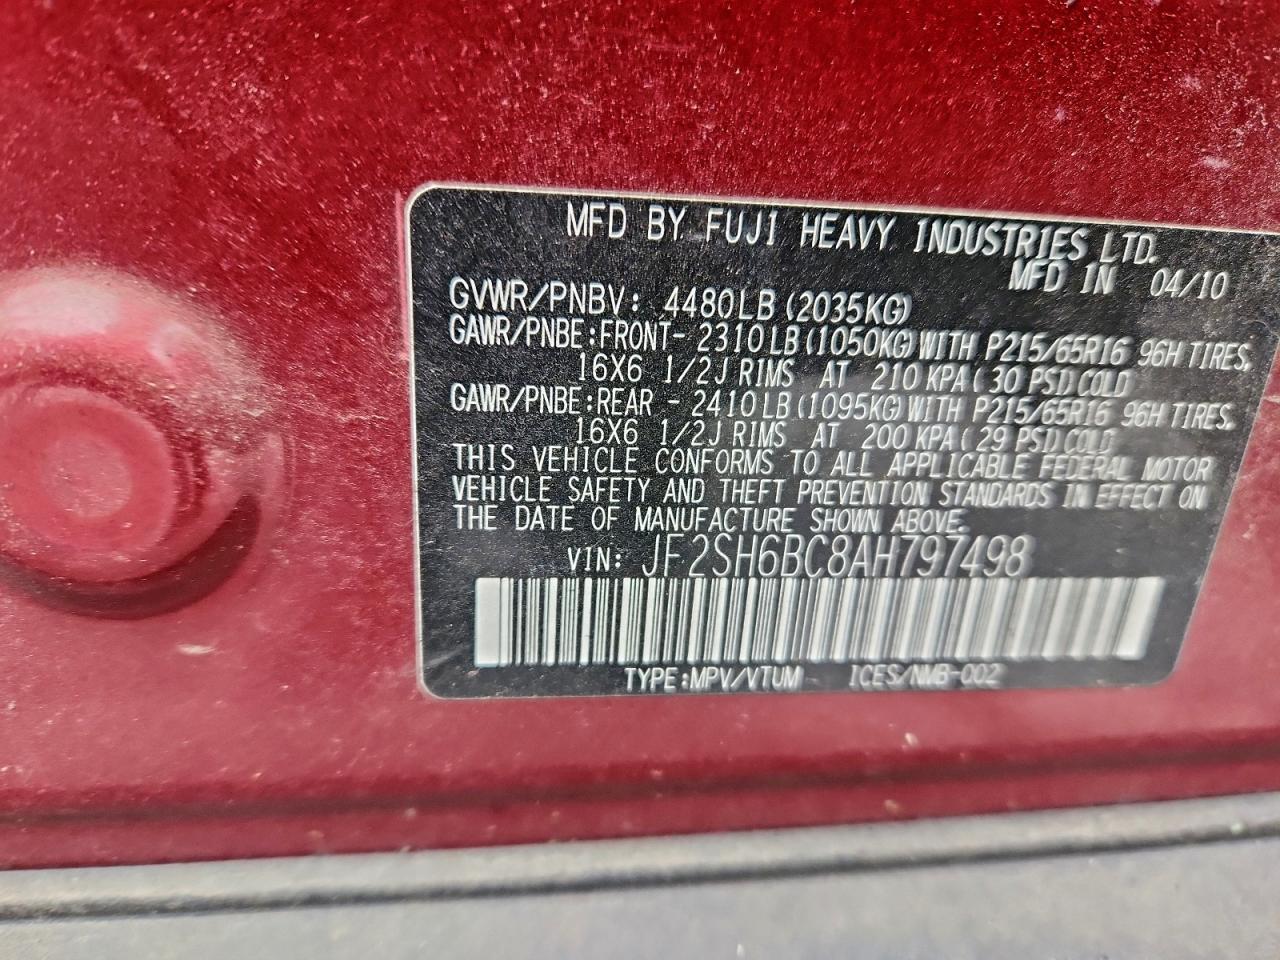 MFD BY FUJI HEAVY INDUSTRIES LTD.
MFD IN 04/10
GVWR/PNBV: 4480LB (2035KG)
GAWR/PNBE:FRONT- 2310 LB (1050KG) WITH P215/65R16 96H TIRES,
16X6 1/2J RIMS AT 210 KPA ( 30 PSI) COLD
GAWR/PNBE:REAR - 2410 LB (1095KG) WITH P215/65R16 96H TIRES,
16X6 1/2J RIMS AT 200 KPA ( 29 PSI) COLD
THIS VEHICLE CONFORMS TO ALL APPLICABLE FEDERAL MOTOR
VEHICLE SAFETY AND THEFT PREVENTION STANDARDS IN EFFECT ON
THE DATE OF MANUFACTURE SHOWN ABOVE.
VIN: JF2SH6BC8AH797498
TYPE:MPV/VTUM ICES/NMB-002